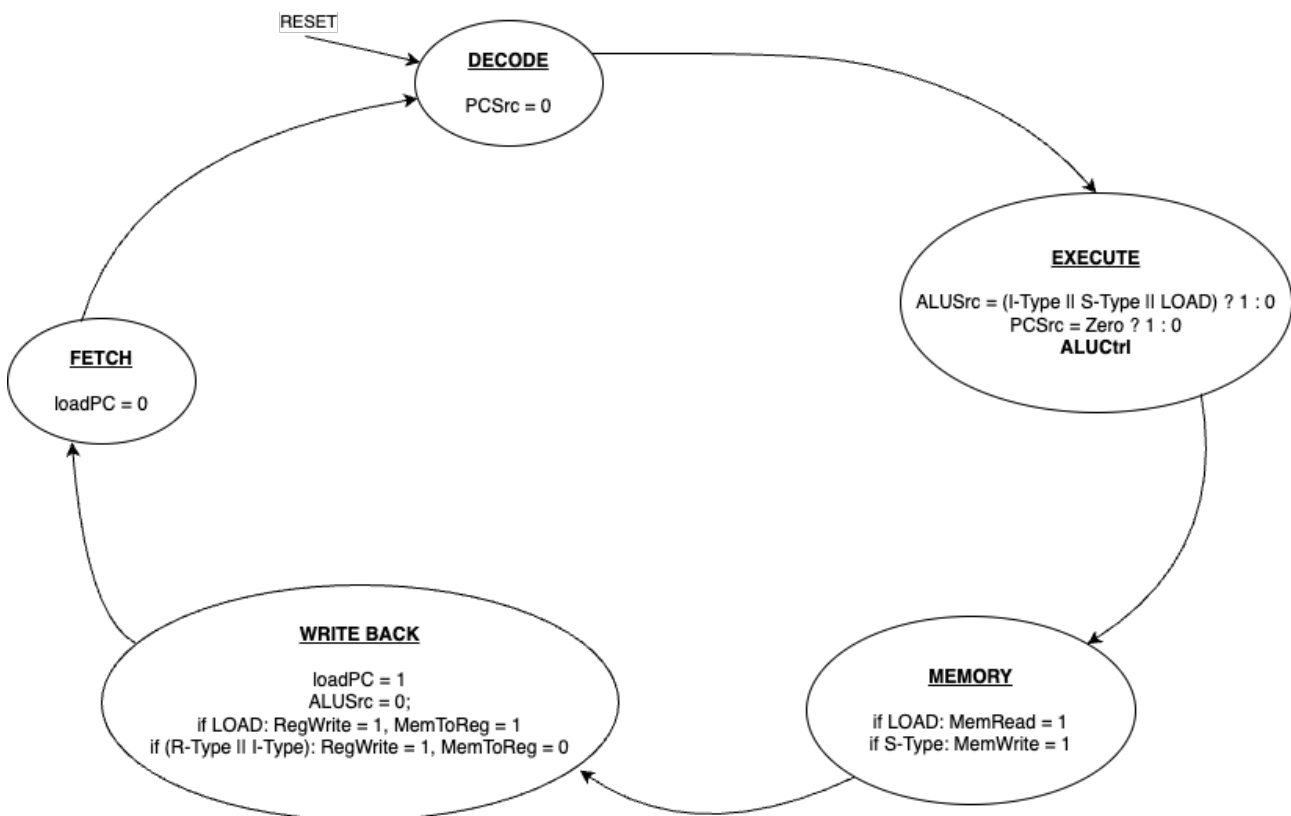 RESET
DECODE
PCSrc = 0
EXECUTE
ALUSrc = (I-Type || S-Type || LOAD) ? 1 : 0
PCSrc = Zero ? 1 : 0
ALUCtrl
FETCH
loadPC = 0
WRITE BACK
loadPC = 1
ALUSrc = 0;
if LOAD: RegWrite = 1, MemToReg = 1
if (R-Type || I-Type): RegWrite = 1, MemToReg = 0
MEMORY
if LOAD: MemRead = 1
if S-Type: MemWrite = 1